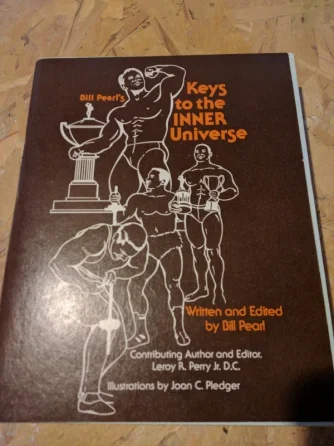 Bill Pearl's
Keys
to the
INNER
Universe
Written and Edited
by Bill Pearl
Contributing Author and Editor,
Leroy R. Perry Jr. D.C.
Illustrations by Joan C. Pledger